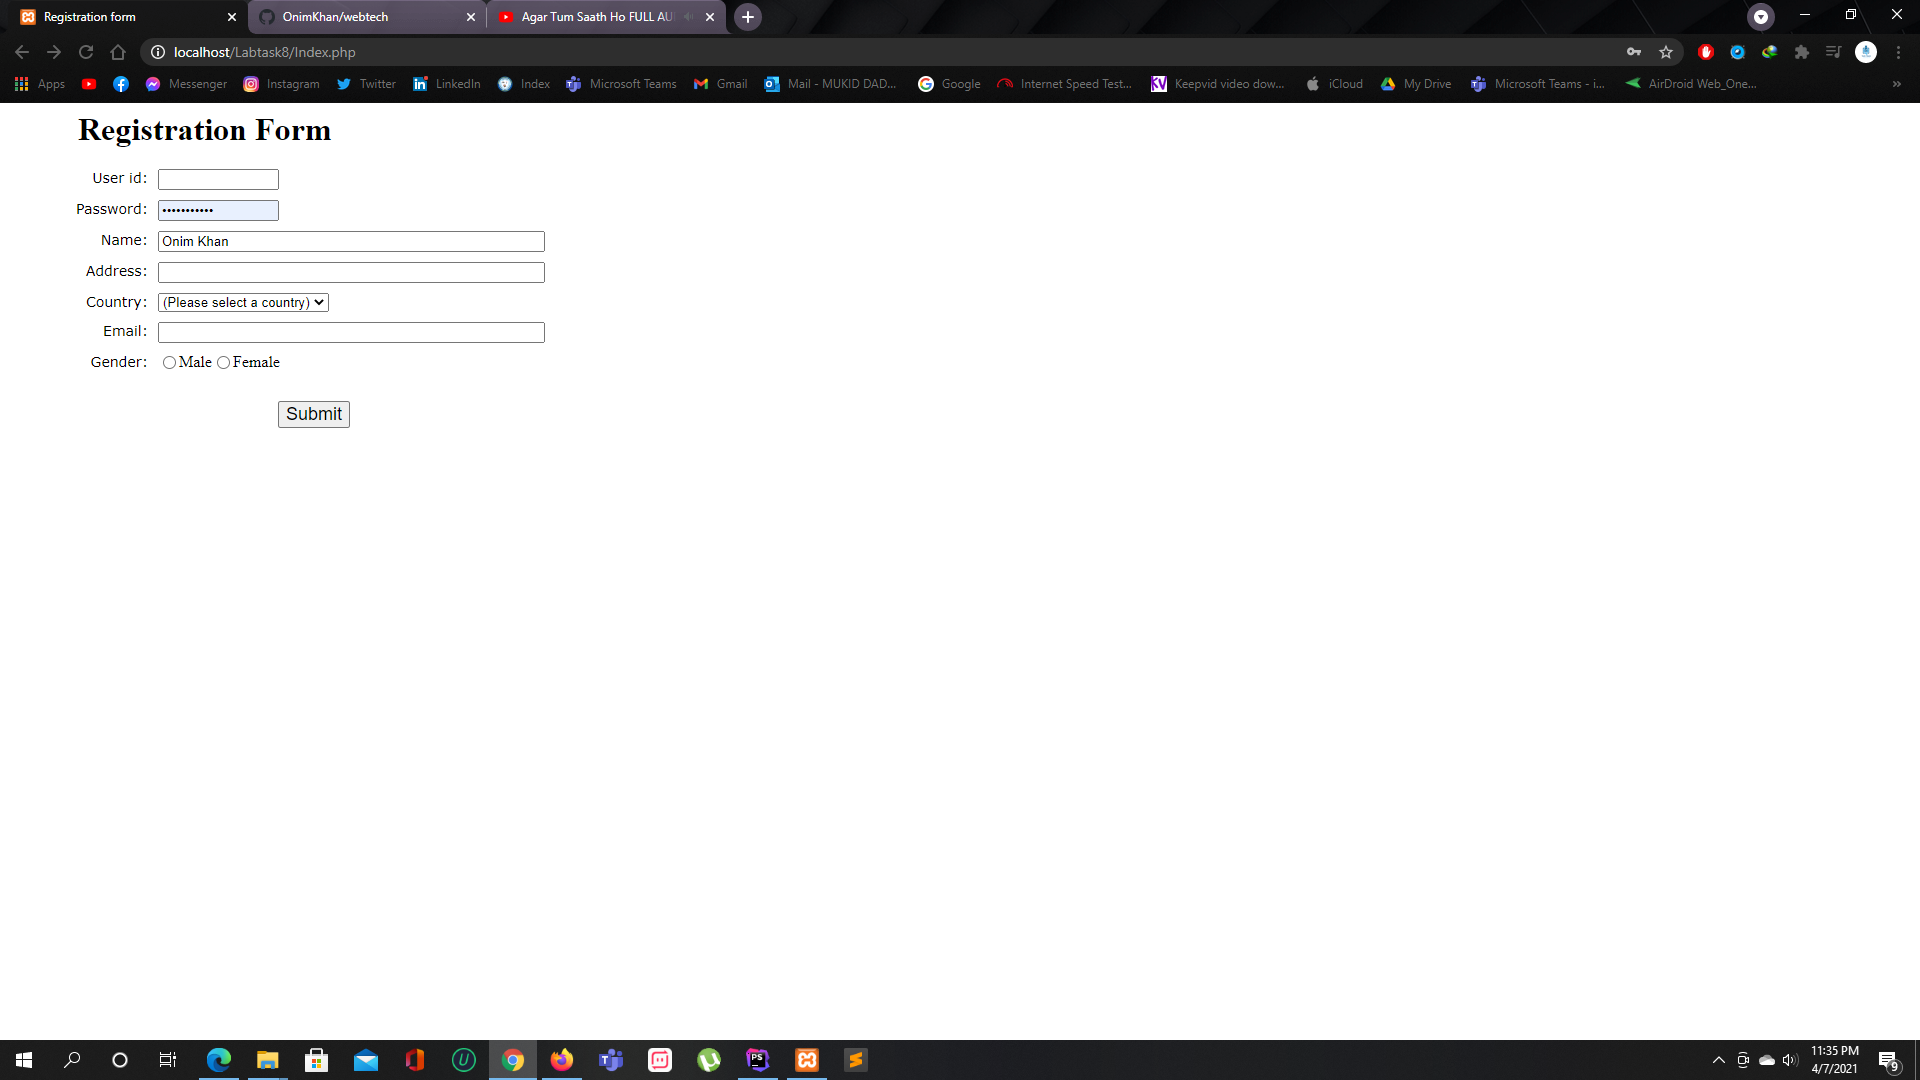 Registration form
OnimKhan/webtech
Agar Tum Saath Ho FULL AU
localhost/Labtask8/Index.php
Apps Messenger Instagram Twitter LinkedIn Index Microsoft Teams Gmail Mail - MUKID DAD... Google Internet Speed Test... KV Keepvid video dow... iCloud My Drive Microsoft Teams - i... AirDroid Web_One... »
Registration Form
User id:
Password: •••••••••••
Name: Onim Khan
Address:
Country: (Please select a country)
Email:
Gender: Male Female
Submit
11:35 PM
4/7/2021
9